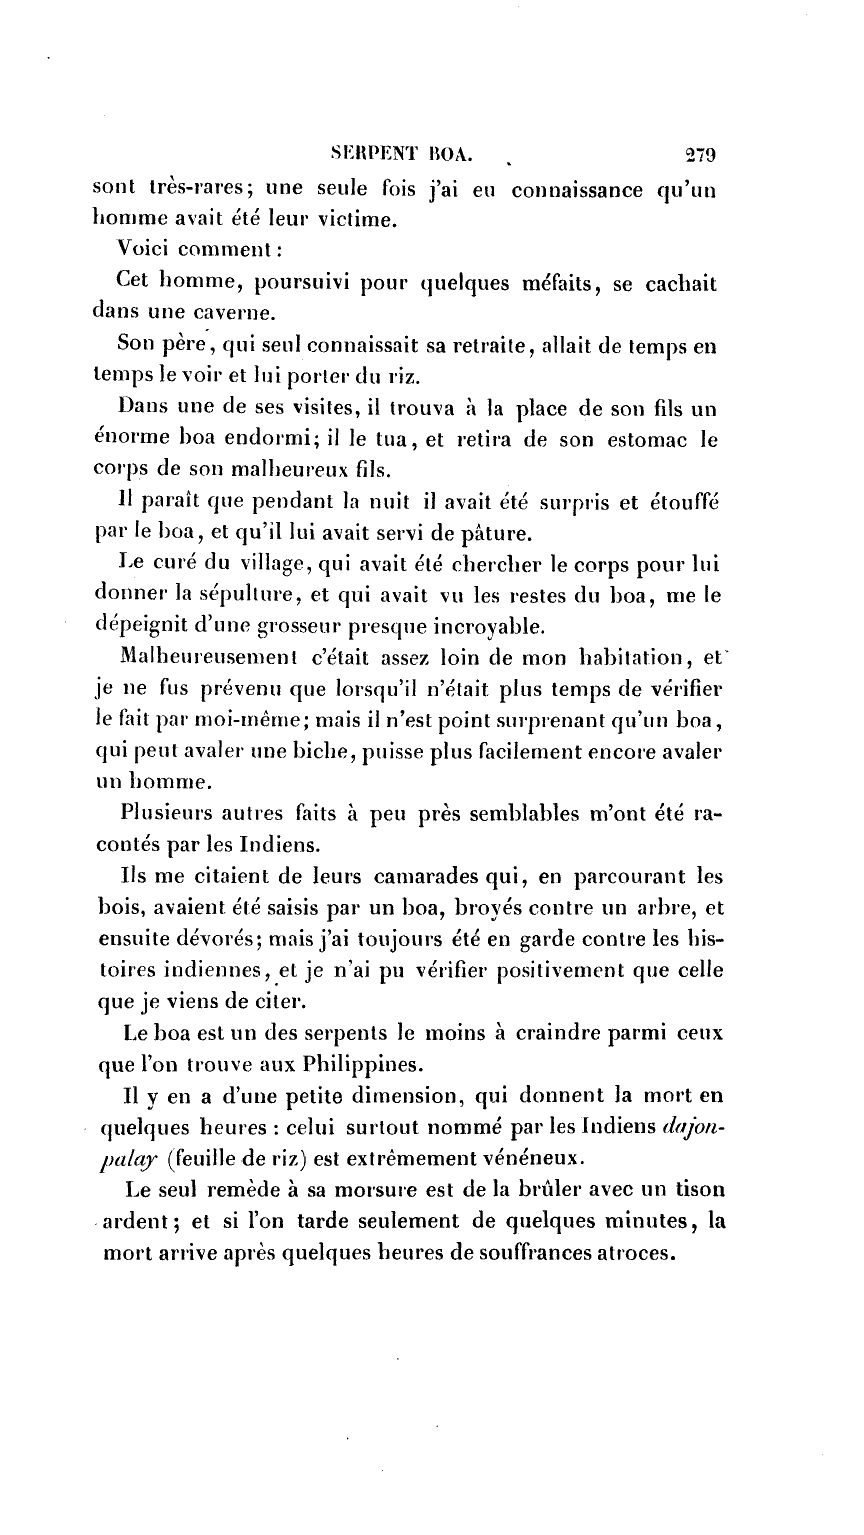 SERPENT BOA. 279
sont très-rares; une seule fois j'ai eu connaissance qu'un
homme avait été leur victime.
Voici comment :
Cet homme, poursuivi pour quelques méfaits, se cachait
dans une caverne.
Son père, qui seul connaissait sa retraite, allait de temps en
temps le voir et lui porter du riz.
Dans une de ses visites, il trouva à la place de son fils un
énorme boa endormi; il le tua, et retira de son estomac le
corps de son malheureux fils.
Il paraît que pendant la nuit il avait été surpris et étouffé
par le boa, et qu'il lui avait servi de pâture.
Le curé du village, qui avait été chercher le corps pour lui
donner la sépulture, et qui avait vu les restes du boa, me le
dépeignit d'une grosseur presque incroyable.
Malheureusement c'était assez loin de mon habitation, et
je ne fus prévenu que lorsqu'il n'était plus temps de vérifier
le fait par moi-même; mais il n'est point surprenant qu'un boa,
qui peut avaler une biche, puisse plus facilement encore avaler
un homme.
Plusieurs autres faits à peu près semblables m'ont été ra-
contés par les Indiens.
Ils me citaient de leurs camarades qui, en parcourant les
bois, avaient été saisis par un boa, broyés contre un arbre, et
ensuite dévorés; mais j'ai toujours été en garde contre les his-
toires indiennes, et je n'ai pu vérifier positivement que celle
que je viens de citer.
Le boa est un des serpents le moins à craindre parmi ceux
que l'on trouve aux Philippines.
Il y en a d'une petite dimension, qui donnent la mort en
quelques heures : celui surtout nommé par les Indiens dajon-
palay (feuille de riz) est extrêmement vénéneux.
Le seul remède à sa morsure est de la brûler avec un tison
ardent; et si l'on tarde seulement de quelques minutes, la
mort arrive après quelques heures de souffrances atroces.